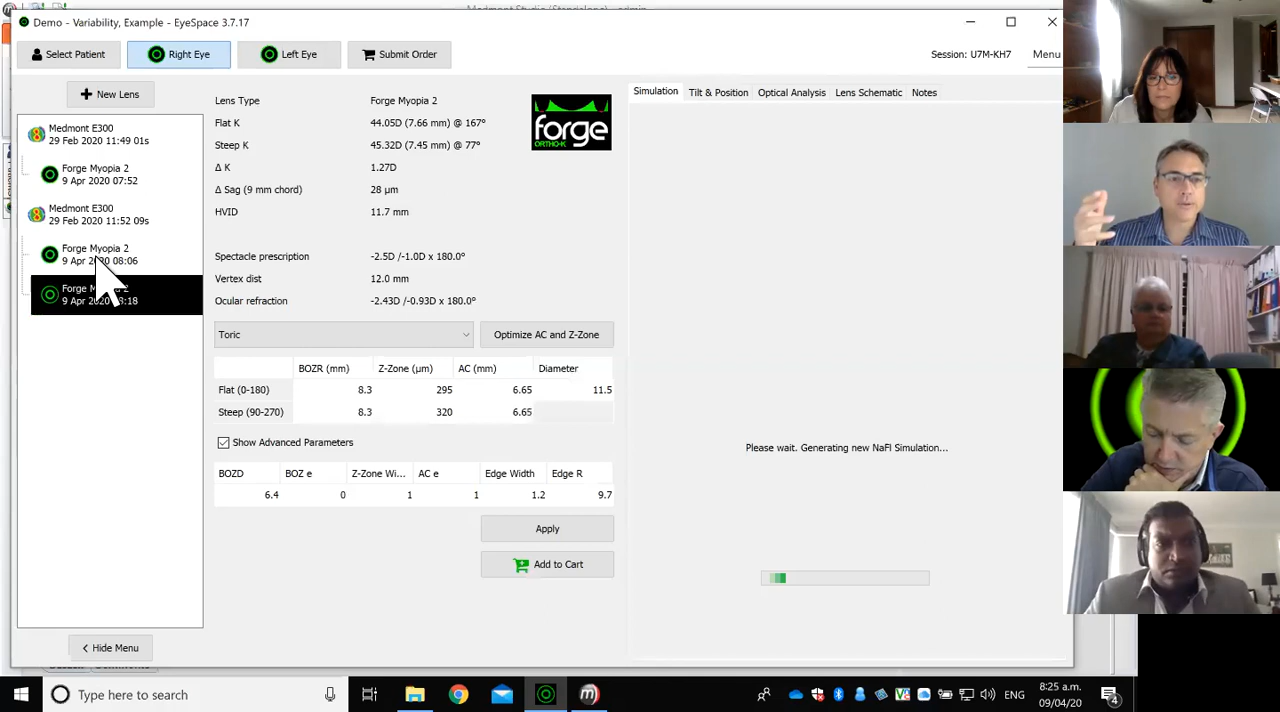 Demo - Variability, Example - EyeSpace 3.7.17
Select Patient
Right Eye
Left Eye
Submit Order
Session: U7M-KH7
Menu
New Lens
Medmont E300
29 Feb 2020 11:49 01s
Forge Myopia 2
9 Apr 2020 07:52
Medmont E300
29 Feb 2020 11:52 09s
Forge Myopia 2
9 Apr 2020 08:06
< Hide Menu
Lens Type Forge Myopia 2
Flat K 44.05D (7.66 mm) @ 167°
Steep K 45.32D (7.45 mm) @ 77°
Δ K 1.27D
Δ Sag (9 mm chord) 28 µm
HVID 11.7 mm
forge
ORTHO-K
Spectacle prescription -2.5D /-1.0D x 180.0°
Vertex dist 12.0 mm
Ocular refraction -2.43D /-0.93D x 180.0°
Toric
Optimize AC and Z-Zone
BOZR (mm) Z-Zone (µm) AC (mm) Diameter
Flat (0-180) 8.3 295 6.65 11.5
Steep (90-270) 8.3 320 6.65
Show Advanced Parameters
BOZD BOZ e Z-Zone Wi... AC e Edge Width Edge R
6.4 0 1 1 1.2 9.7
Apply
Add to Cart
Simulation Tilt & Position Optical Analysis Lens Schematic Notes
Please wait. Generating new NaFl Simulation...
Type here to search
ENG
8:25 a.m.
09/04/20
4